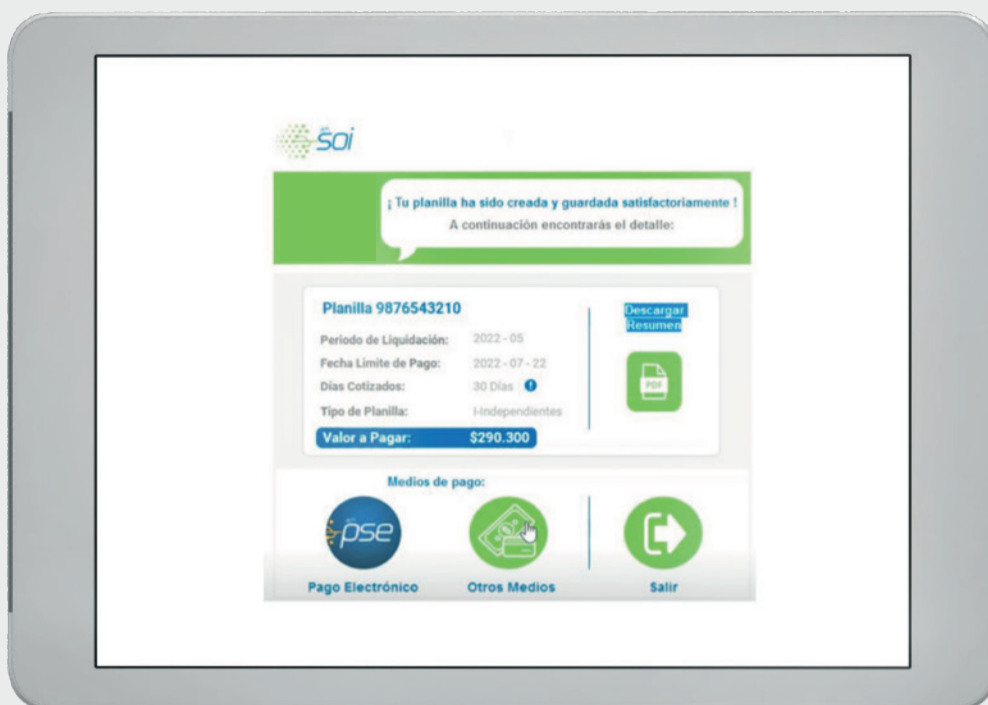 soi
¡ Tu planilla ha sido creada y guardada satisfactoriamente !
A continuación encontrarás el detalle:
Planilla 9876543210
Periodo de Liquidación: 2022 - 05
Fecha Limite de Pago: 2022 - 07 - 22
Días Cotizados: 30 Días
Tipo de Planilla: I-Independientes
Valor a Pagar: $290.300
Descargar
Resumen
PDF
Medios de pago:
pse
Pago Electrónico
Otros Medios
Salir